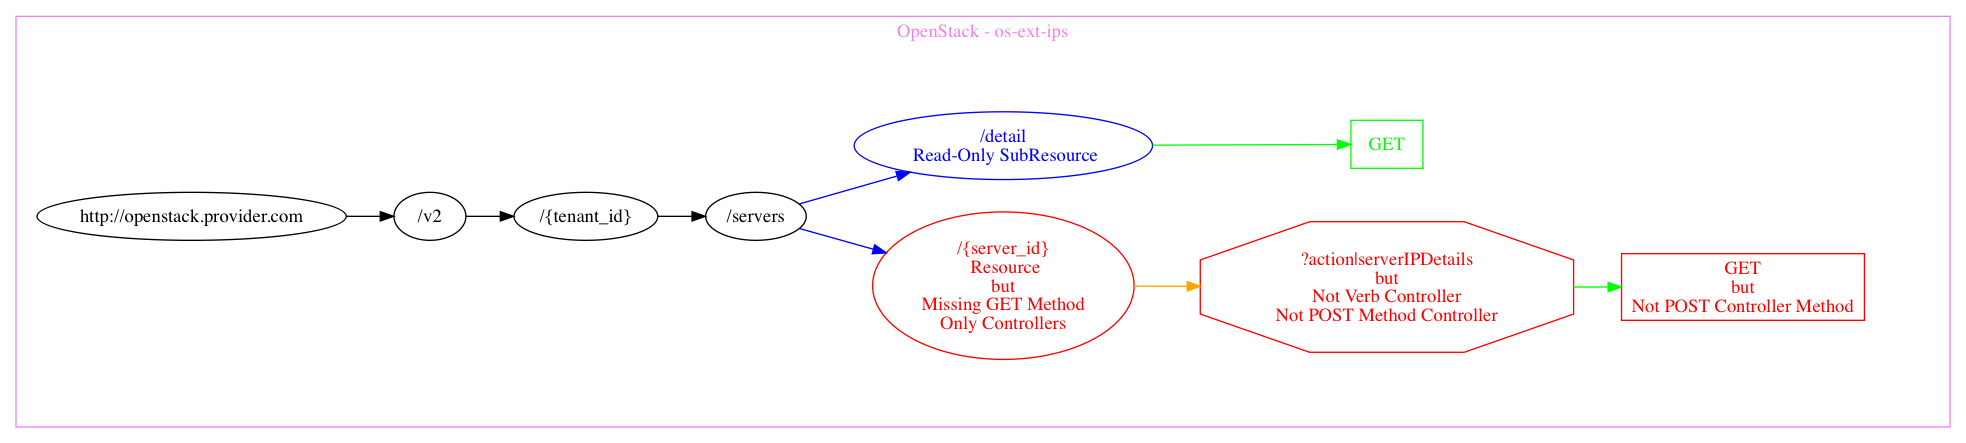 OpenStack - os-ext-ips
http://openstack.provider.com
/v2
/{tenant_id}
/servers
/detail
Read-Only SubResource
GET
/{server_id}
Resource
but
Missing GET Method
Only Controllers
?action|serverIPDetails
but
Not Verb Controller
Not POST Method Controller
GET
but
Not POST Controller Method